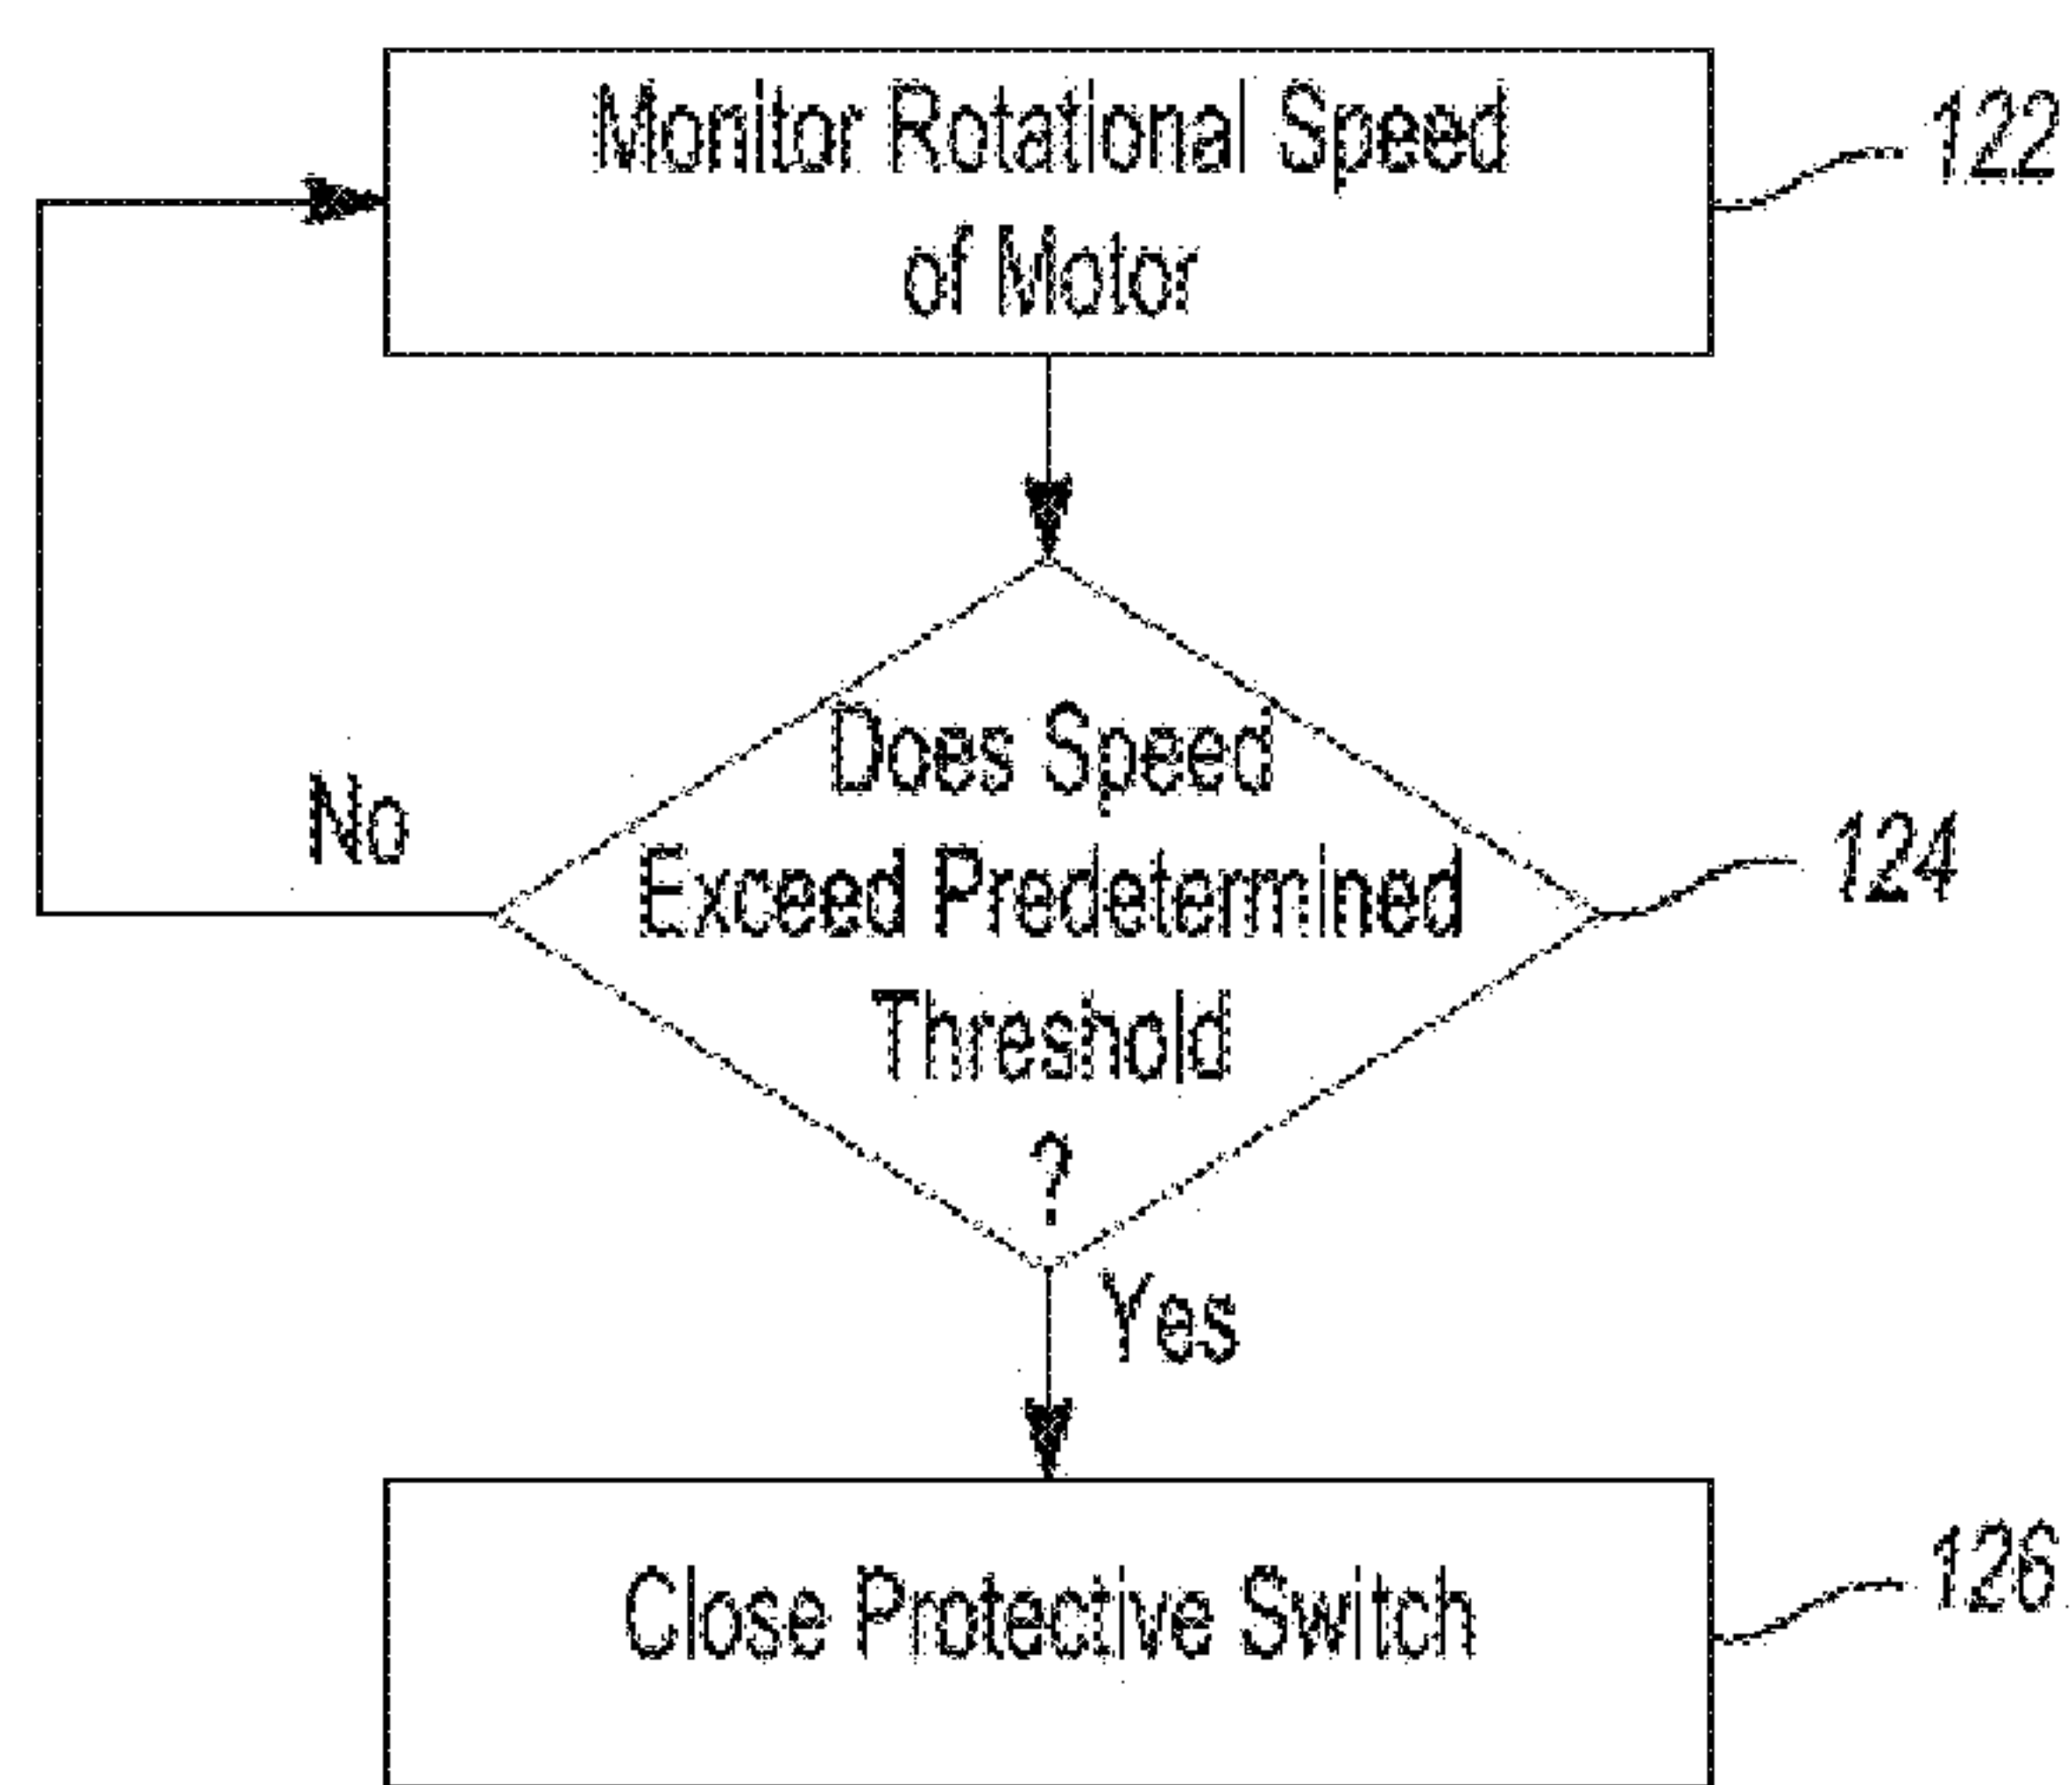 Monitor Rotational Speed
of Motor
122
Does Speed
Exceed Predetermined
Threshold
?
No
124
Yes
Close Protective Switch
126